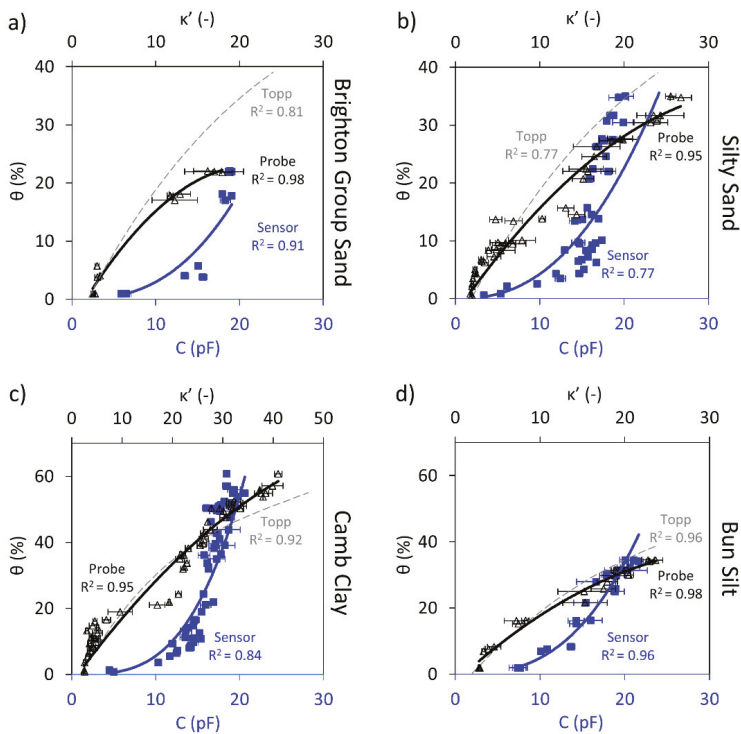 a)
κ' (-)
0 10 20 30
40
30
20
10
0
θ (%)
Topp
R² = 0.81
Probe
R² = 0.98
Sensor
R² = 0.91
0 10 20 30
C (pF)
Brighton Group Sand
b)
κ' (-)
0 10 20 30
40
30
20
10
0
θ (%)
Topp
R² = 0.77
Probe
R² = 0.95
Sensor
R² = 0.77
0 10 20 30
C (pF)
Silty Sand
c)
κ' (-)
0 10 20 30 40 50
60
40
20
0
θ (%)
Topp
R² = 0.92
Probe
R² = 0.95
Sensor
R² = 0.84
0 10 20 30
C (pF)
Camb Clay
d)
κ' (-)
0 10 20 30
60
40
20
0
θ (%)
Topp
R² = 0.96
Probe
R² = 0.98
Sensor
R² = 0.96
0 10 20 30
C (pF)
Bun Silt